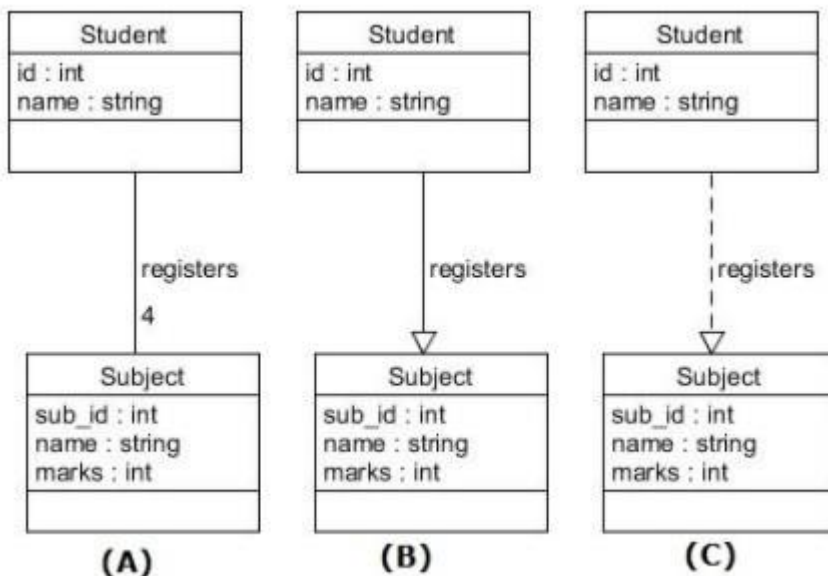 Student
id : int
name : string
registers
4
Subject
sub_id : int
name : string
marks : int
(A)
Student
id : int
name : string
registers
Subject
sub_id : int
name : string
marks : int
(B)
Student
id : int
name : string
registers
Subject
sub_id : int
name : string
marks : int
(C)